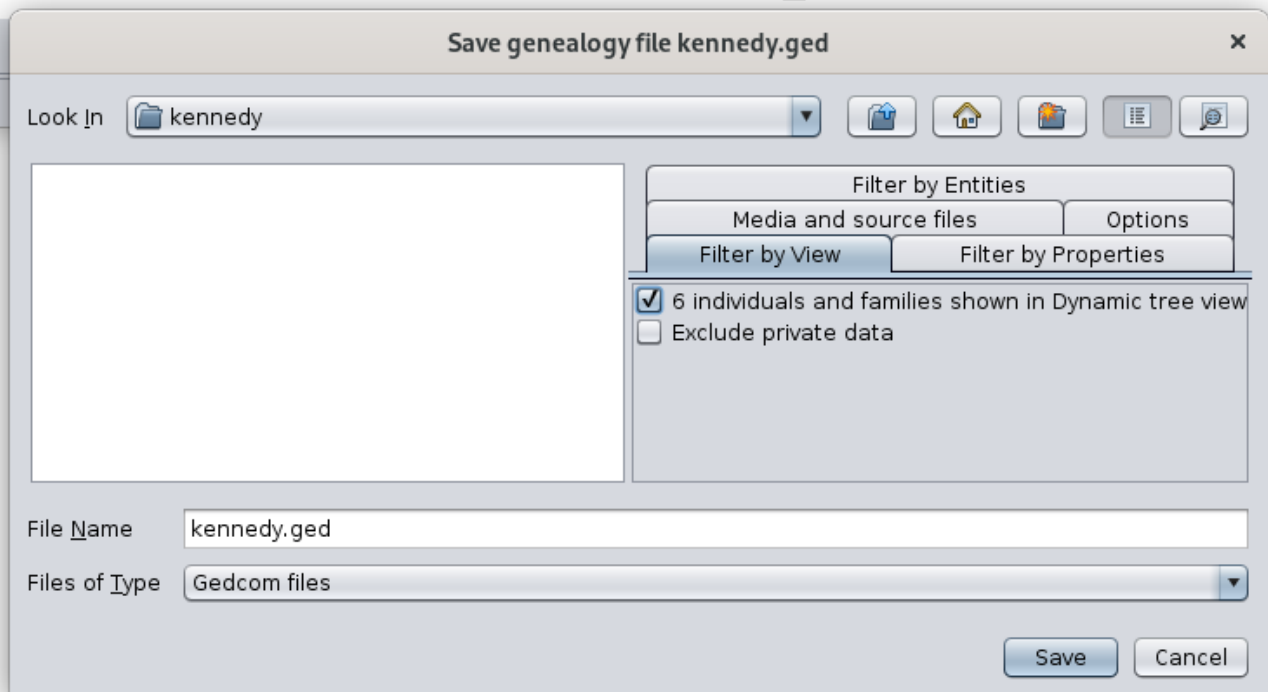 Save genealogy file kennedy.ged
Look In kennedy
Filter by Entities
Media and source files Options
Filter by View Filter by Properties
6 individuals and families shown in Dynamic tree view
Exclude private data
File Name kennedy.ged
Files of Type Gedcom files
Save Cancel